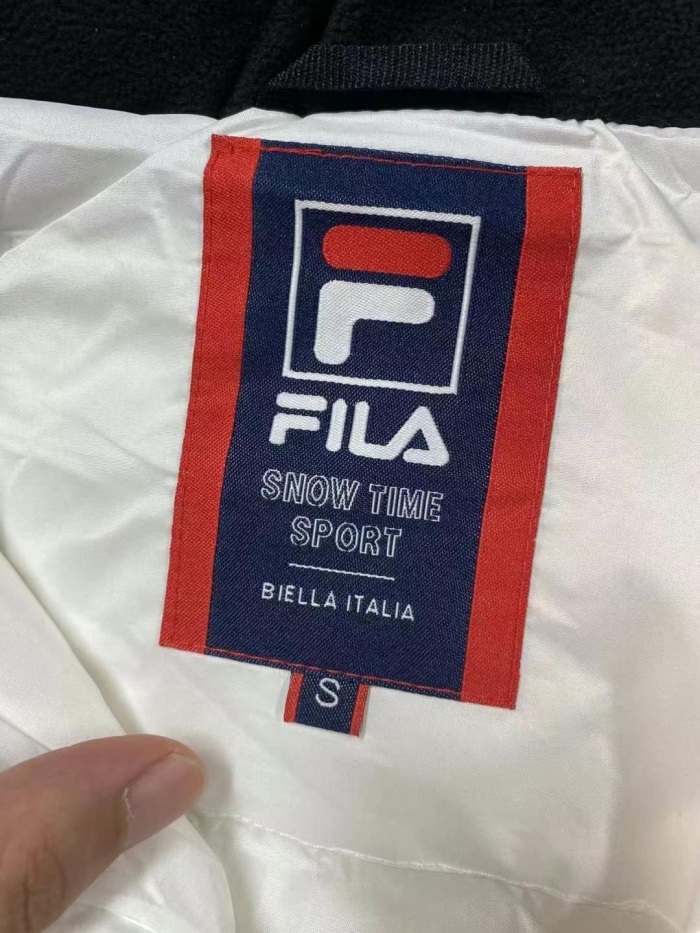 F
FILA
SNOW TIME
SPORT
BIELLA ITALIA
S